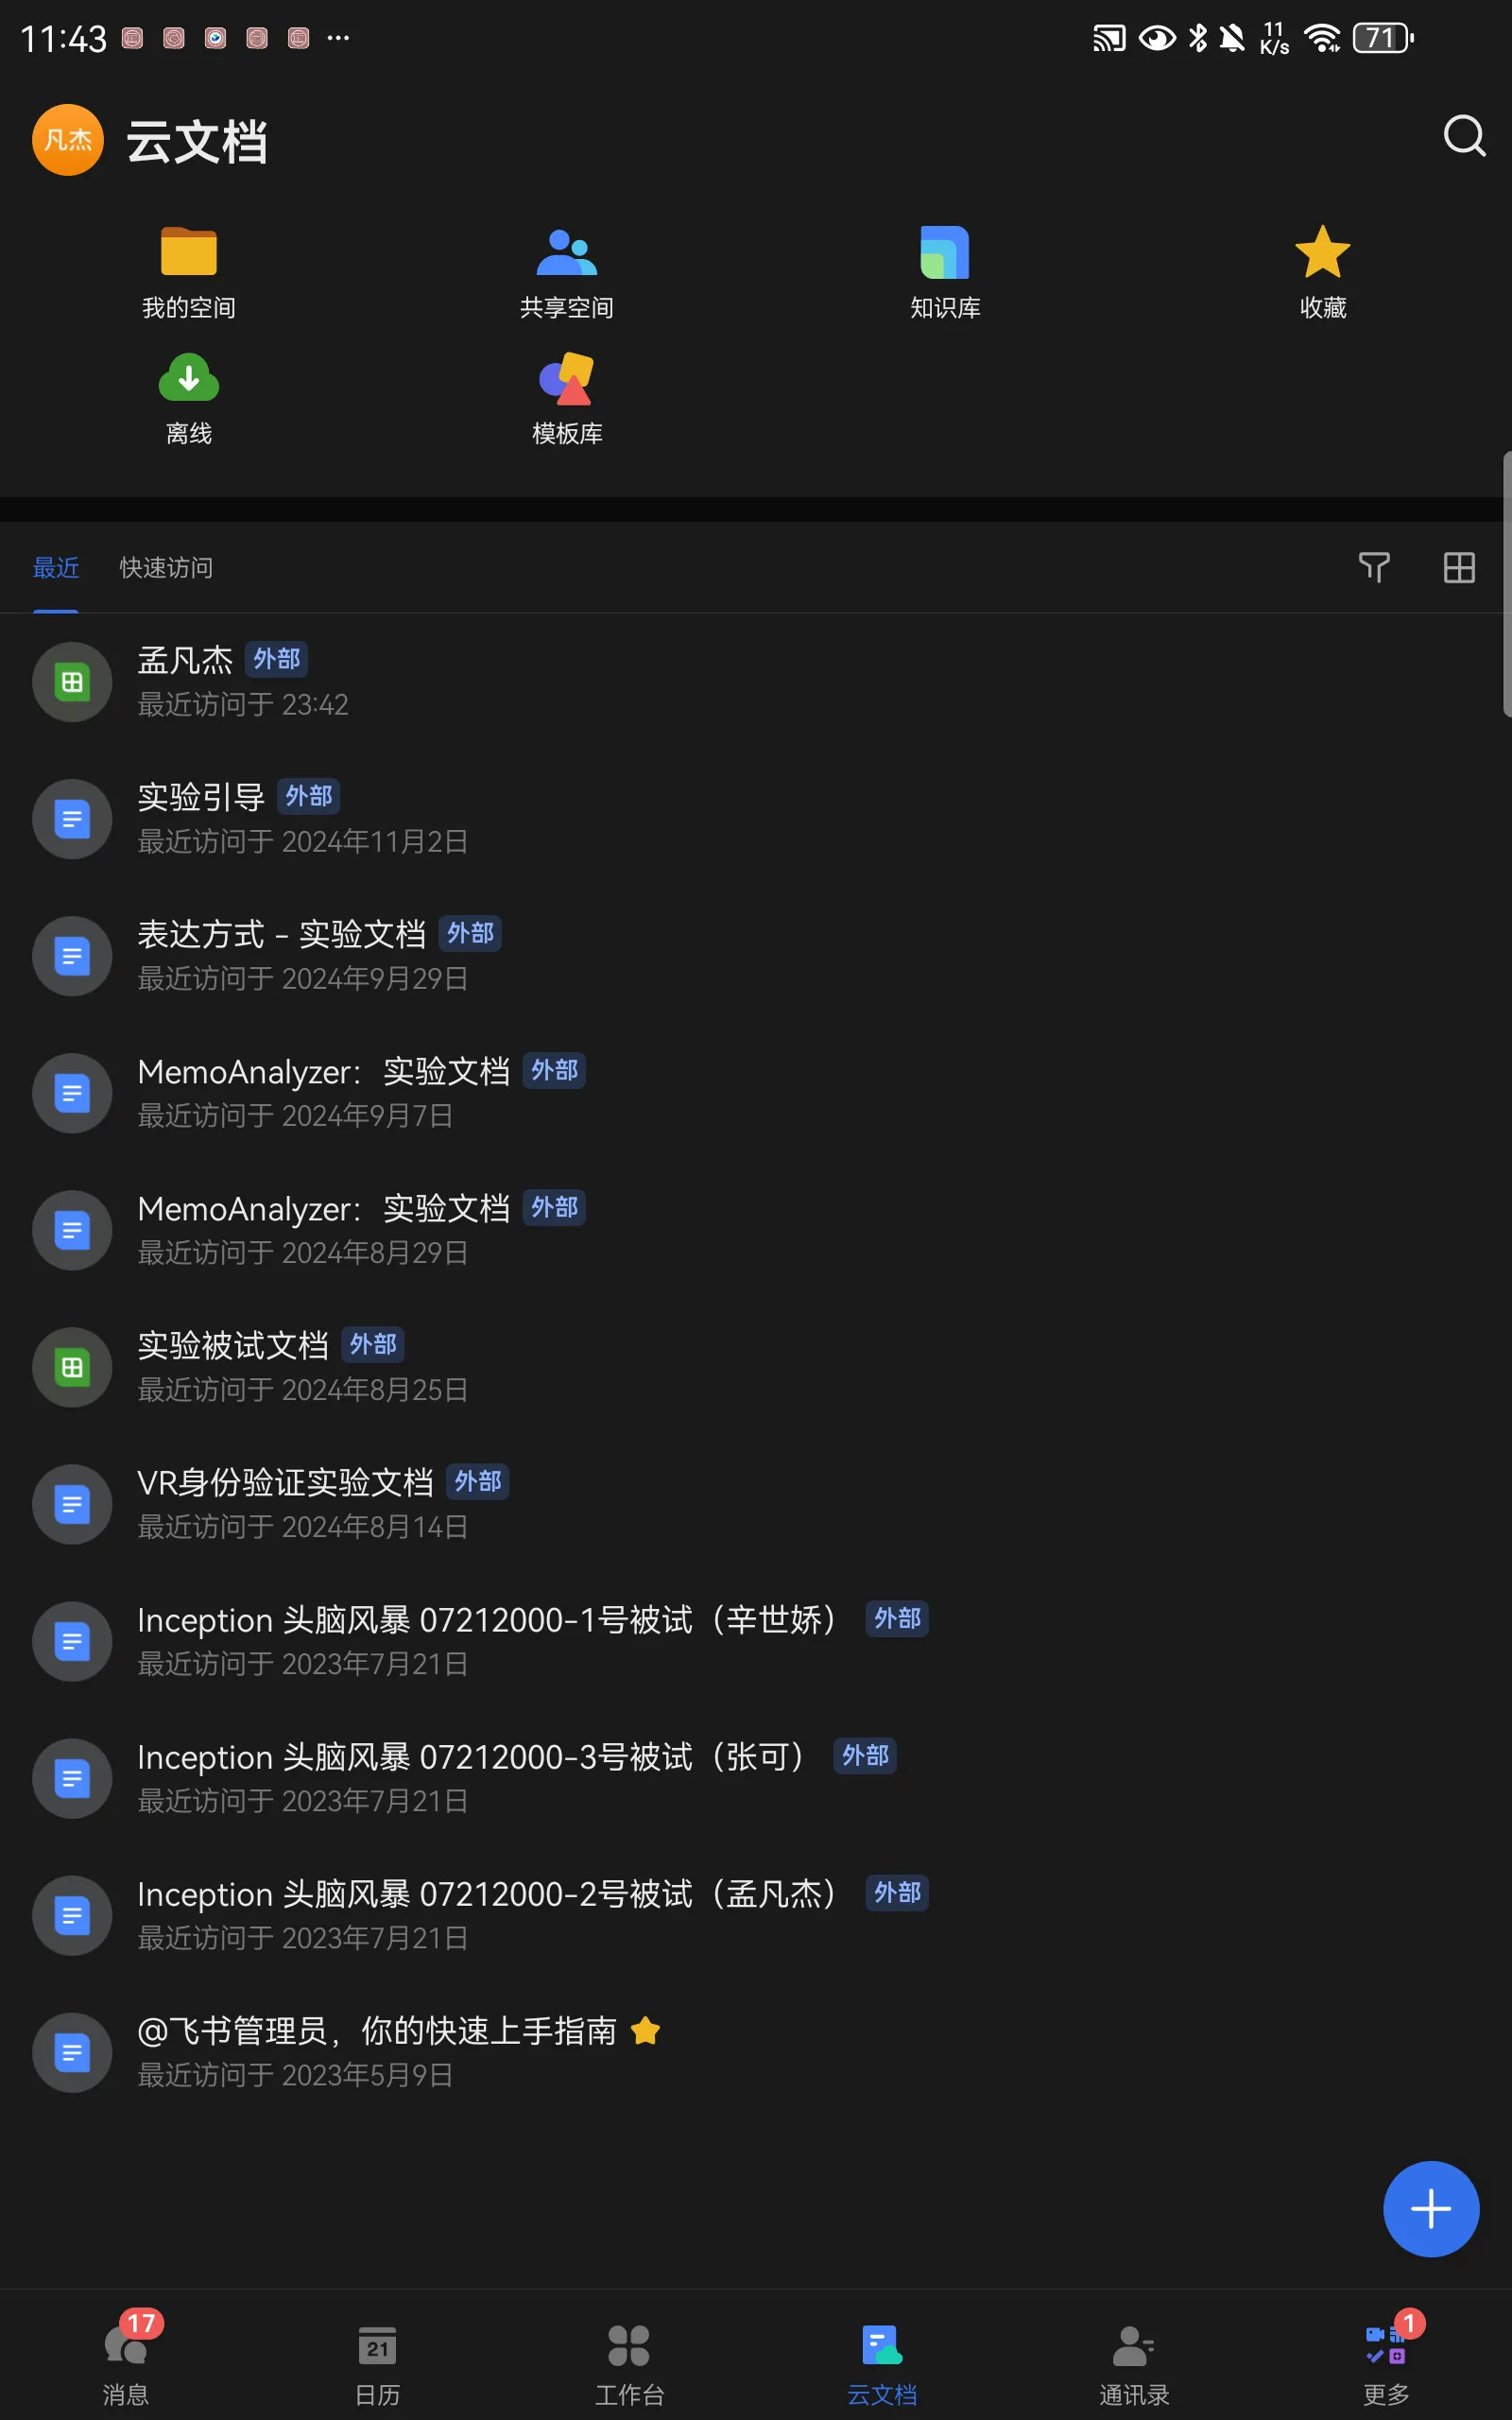 11:43
11
K/s
71
凡杰
云文档
我的空间
共享空间
知识库
收藏
离线
模板库
最近
快速访问
孟凡杰 外部
最近访问于 23:42
实验引导 外部
最近访问于 2024年11月2日
表达方式 - 实验文档 外部
最近访问于 2024年9月29日
MemoAnalyzer：实验文档 外部
最近访问于 2024年9月7日
MemoAnalyzer：实验文档 外部
最近访问于 2024年8月29日
实验被试文档 外部
最近访问于 2024年8月25日
VR身份验证实验文档 外部
最近访问于 2024年8月14日
Inception 头脑风暴 07212000-1号被试（辛世娇） 外部
最近访问于 2023年7月21日
Inception 头脑风暴 07212000-3号被试（张可） 外部
最近访问于 2023年7月21日
Inception 头脑风暴 07212000-2号被试（孟凡杰） 外部
最近访问于 2023年7月21日
@飞书管理员，你的快速上手指南
最近访问于 2023年5月9日
17
消息
21
日历
工作台
云文档
通讯录
1
更多